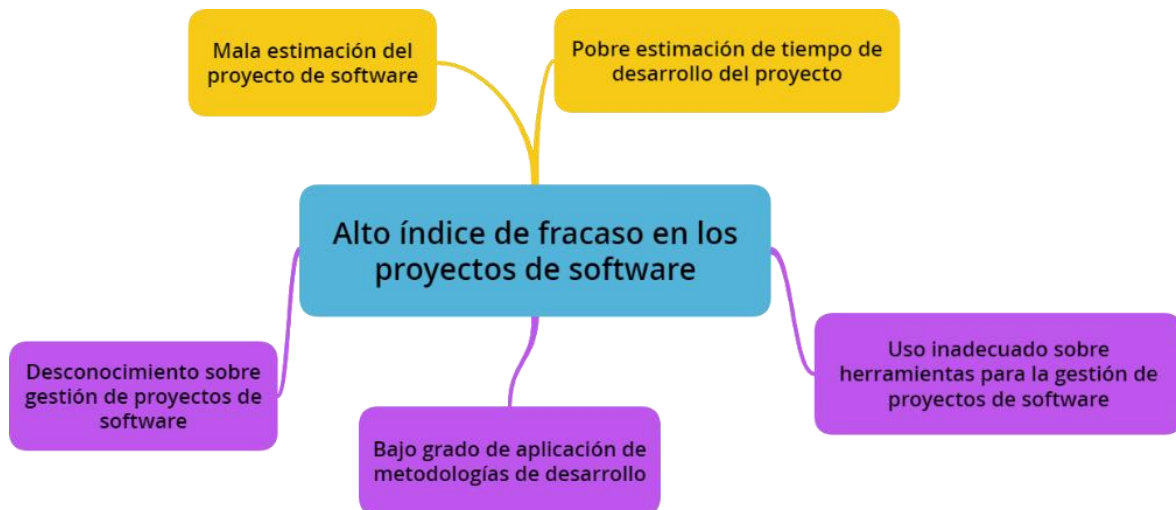 Mala estimación del
proyecto de software
Pobre estimación de tiempo de
desarrollo del proyecto
Alto índice de fracaso en los
proyectos de software
Desconocimiento sobre
gestión de proyectos de
software
Bajo grado de aplicación de
metodologías de desarrollo
Uso inadecuado sobre
herramientas para la gestión de
proyectos de software